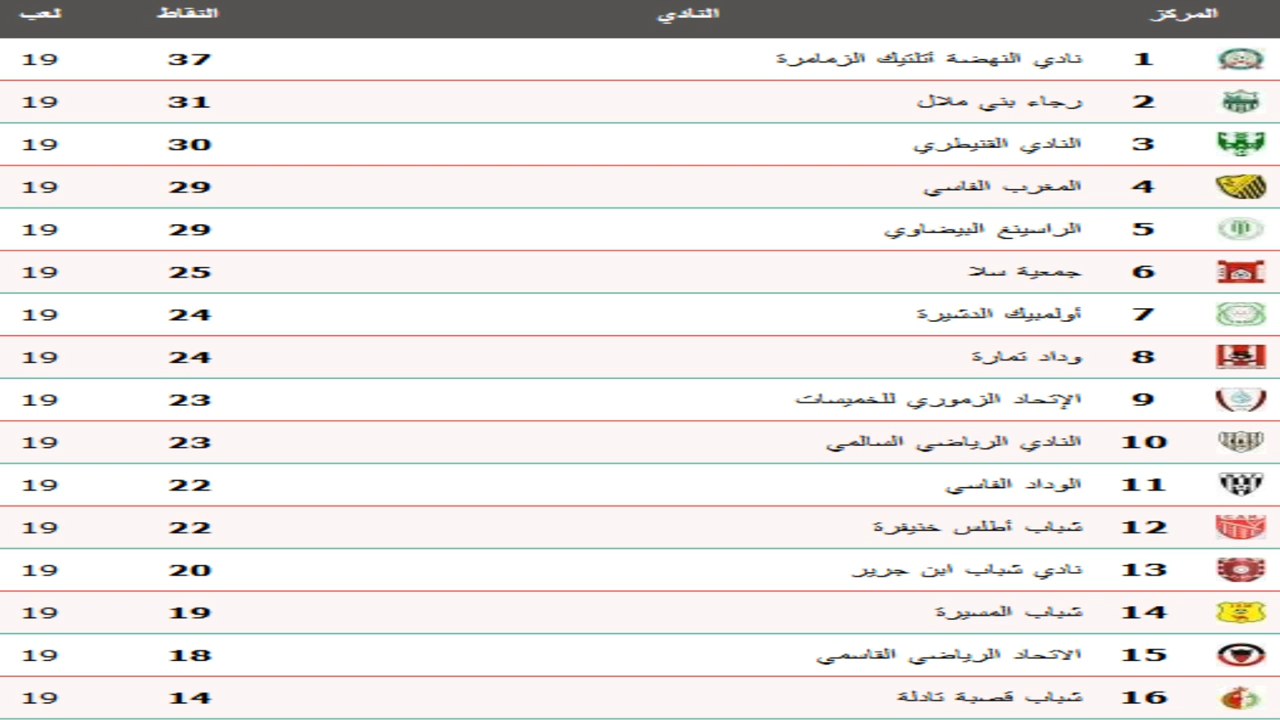 المركز النادي النقاط لعب
1 نادي النهضة أتلتيك الزمامرة 37 19
2 رجاء بني ملال 31 19
3 النادي القنيطري 30 19
4 المغرب الفاسي 29 19
5 الراسينغ البيضاوي 29 19
6 جمعية سلا 25 19
7 أولمبيك الدشيرة 24 19
8 وداد تمارة 24 19
9 الإتحاد الزموري للخميسات 23 19
10 النادي الرياضي السالمي 23 19
11 الوداد الفاسي 22 19
12 شباب أطلس خنيفرة 22 19
13 نادي شباب ابن جرير 20 19
14 شباب المسيرة 19 19
15 الاتحاد الرياضي القاسمي 18 19
16 شباب قصبة تادلة 14 19